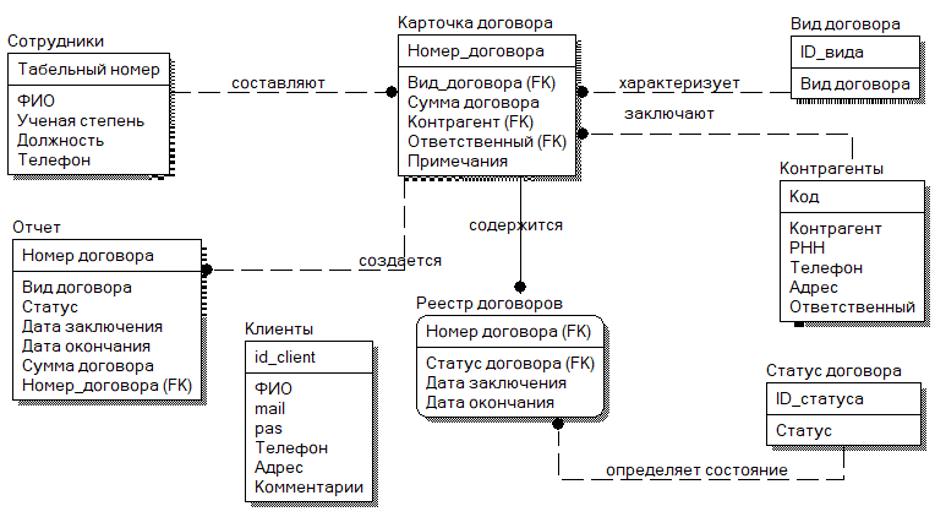 Сотрудники
Табельный номер
ФИО
Ученая степень
Должность
Телефон
составляют
Карточка договора
Номер_договора
Вид_договора (FK)
Сумма договора
Контрагент (FK)
Ответственный (FK)
Примечания
характеризует
Вид договора
ID_вида
Вид договора
заключают
Контрагенты
Код
Контрагент
РНН
Телефон
Адрес
Ответственный
Отчет
Номер договора
Вид договора
Статус
Дата заключения
Дата окончания
Сумма договора
Номер_договора (FK)
создается
содержится
Клиенты
id_client
ФИО
mail
pas
Телефон
Адрес
Комментарии
Реестр договоров
Номер договора (FK)
Статус договора (FK)
Дата заключения
Дата окончания
Статус договора
ID_статуса
Статус
определяет состояние